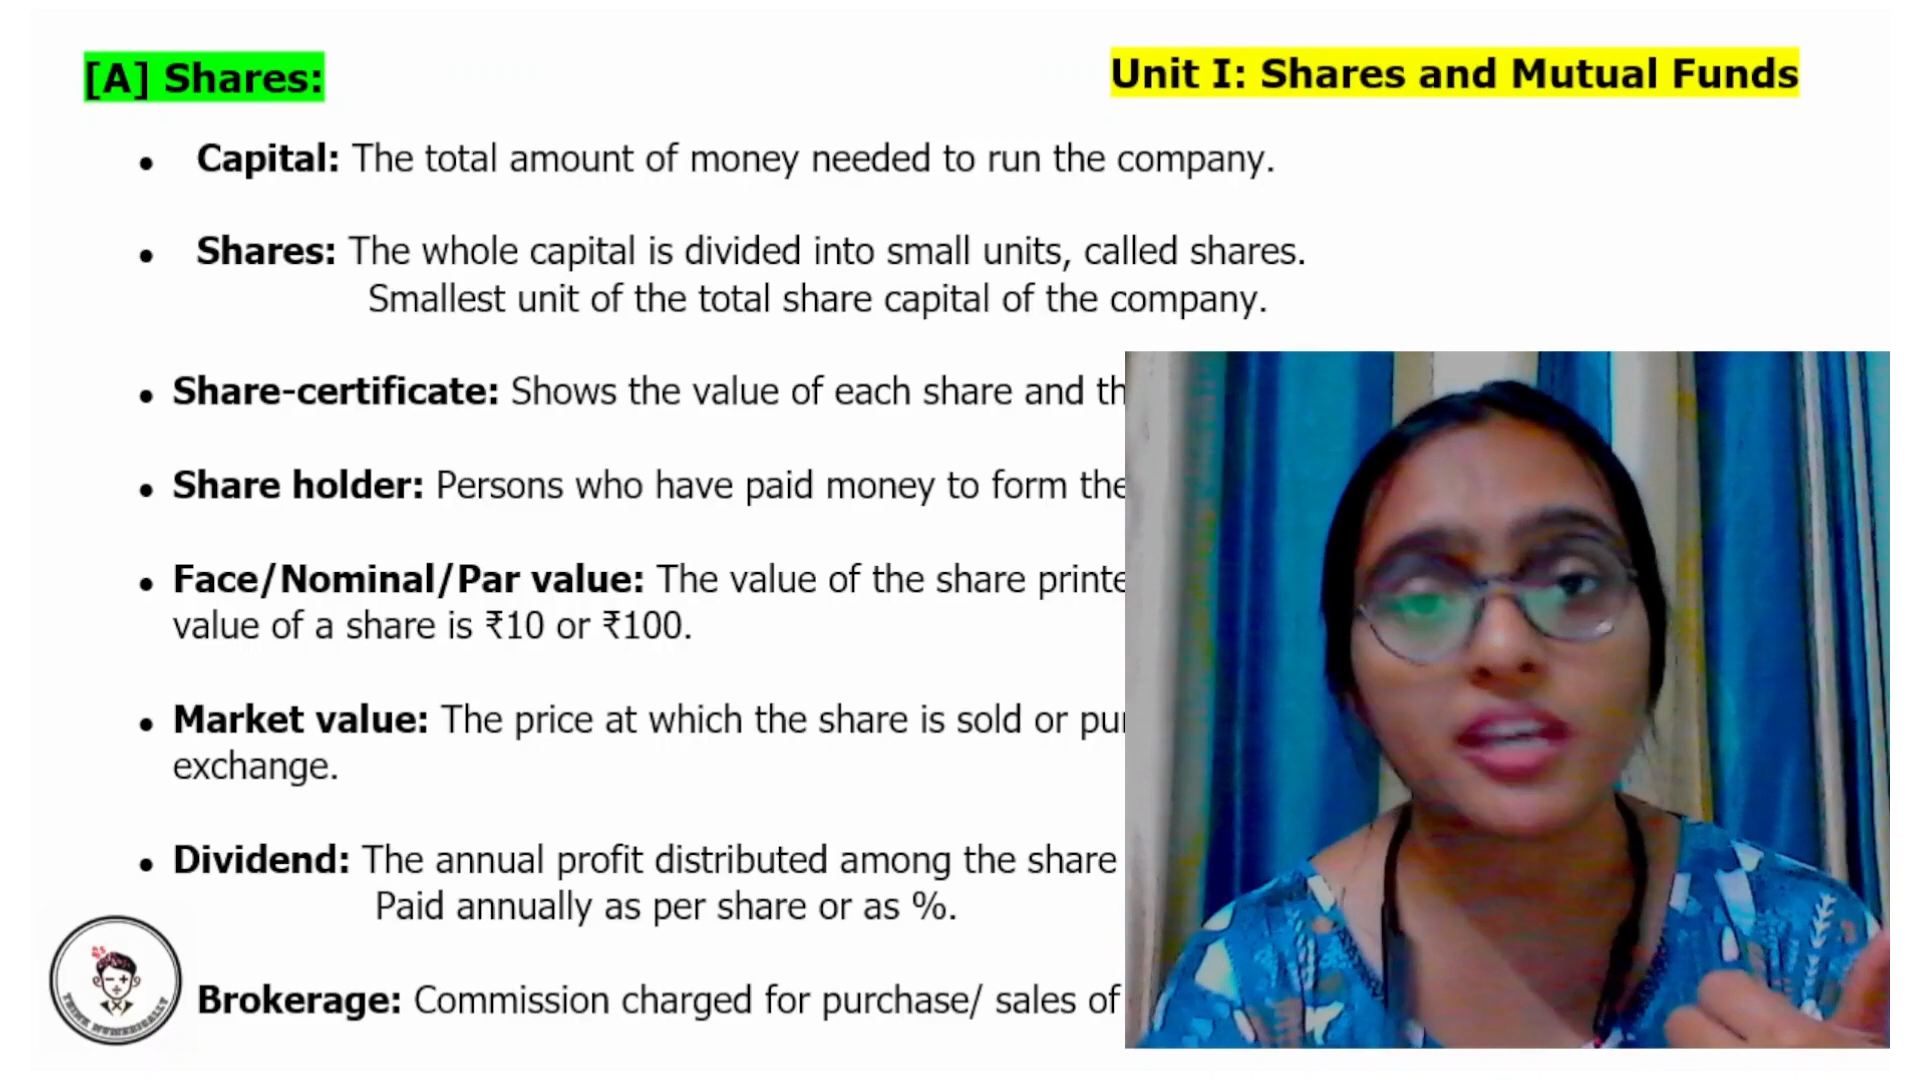 [A] Shares:
Unit I: Shares and Mutual Funds
• Capital: The total amount of money needed to run the company.
• Shares: The whole capital is divided into small units, called shares.
Smallest unit of the total share capital of the company.
• Share-certificate: Shows the value of each share and th
• Share holder: Persons who have paid money to form the
• Face/Nominal/Par value: The value of the share printe
value of a share is ₹10 or ₹100.
• Market value: The price at which the share is sold or pur
exchange.
• Dividend: The annual profit distributed among the share
Paid annually as per share or as %.
Brokerage: Commission charged for purchase/ sales of
THINK NUMERICALLY